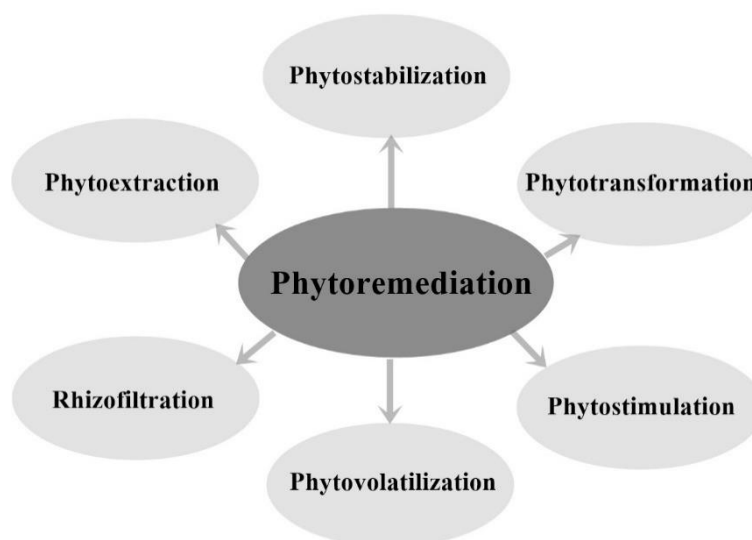 Phytostabilization
Phytoextraction
Phytotransformation
Phytoremediation
Rhizofiltration
Phytostimulation
Phytovolatilization